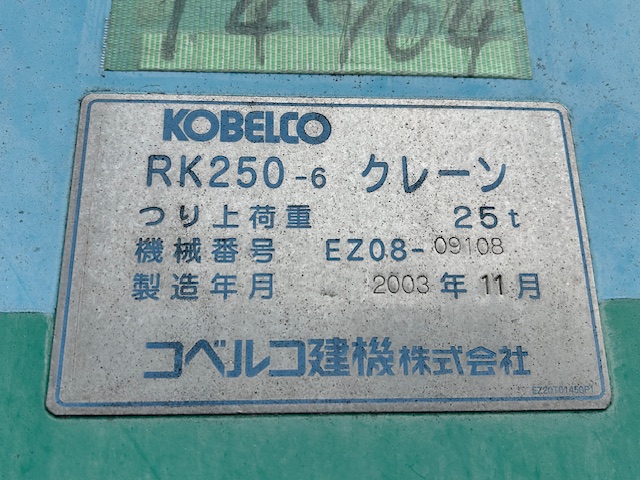 KOBELCO
RK250-6 クレーン
つり上荷重 25t
機械番号 EZ08-09108
製造年月 2003年11月
コベルコ建機株式会社